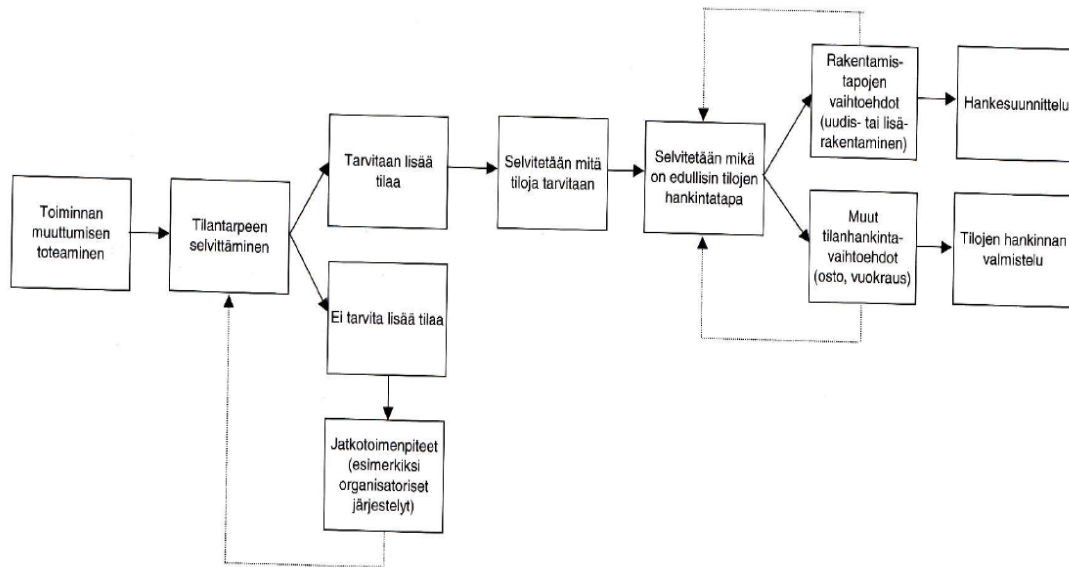 Toiminnan
muuttumisen
toteaminen
Tilantarpeen
selvittäminen
Tarvitaan lisää
tilaa
Ei tarvita lisää tilaa
Jatkotoimenpiteet
(esimerkiksi
organisatoriset
järjestelyt)
Selvitetään mitä
tiloja tarvitaan
Selvitetään mikä
on edullisin tilojen
hankintatapa
Rakentamis-
tapojen
vaihtoehdot
(uudis- tai lisä-
rakentaminen)
Hankesuunnittelu
Muut
tilanhankinta-
vaihtoehdot
(osto, vuokraus)
Tilojen hankinnan
valmistelu